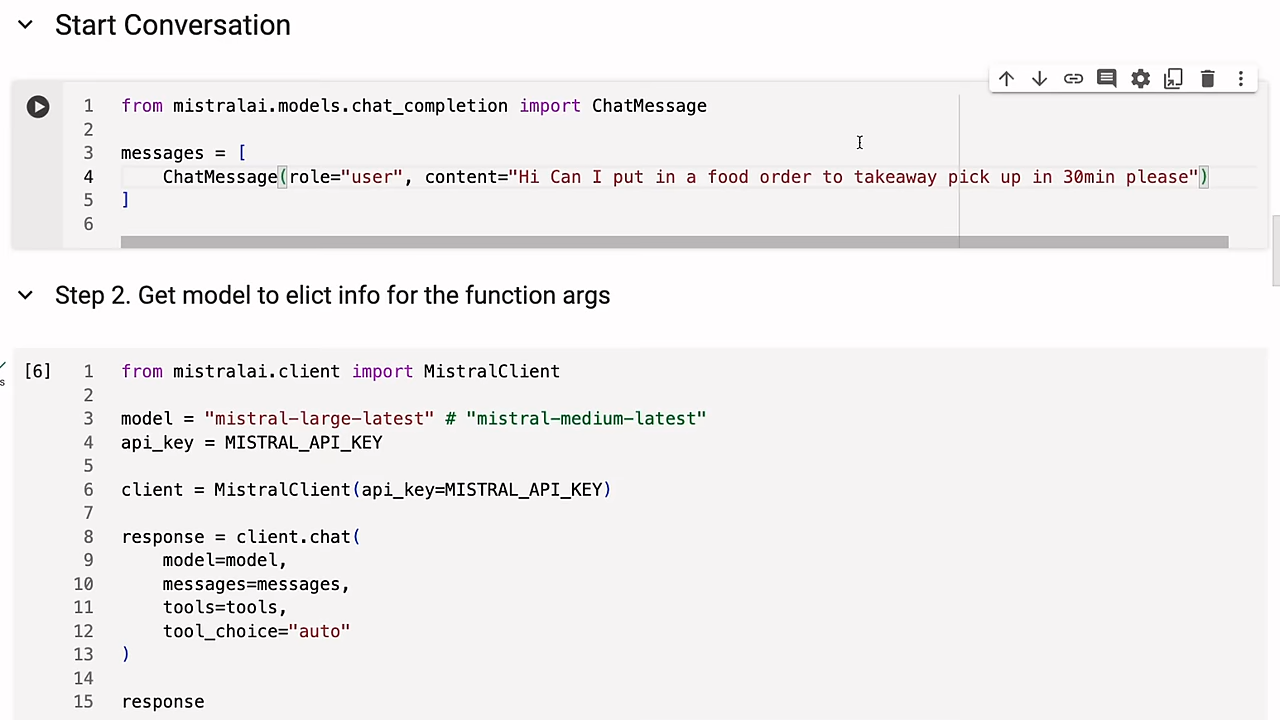 Start Conversation
1 from mistralai.models.chat_completion import ChatMessage
2
3 messages = [
4     ChatMessage(role="user", content="Hi Can I put in a food order to takeaway pick up in 30min please")
5 ]
6
Step 2. Get model to elict info for the function args
[6] 1 from mistralai.client import MistralClient
s 2
3 model = "mistral-large-latest" # "mistral-medium-latest"
4 api_key = MISTRAL_API_KEY
5
6 client = MistralClient(api_key=MISTRAL_API_KEY)
7
8 response = client.chat(
9     model=model,
10     messages=messages,
11     tools=tools,
12     tool_choice="auto"
13 )
14
15 response